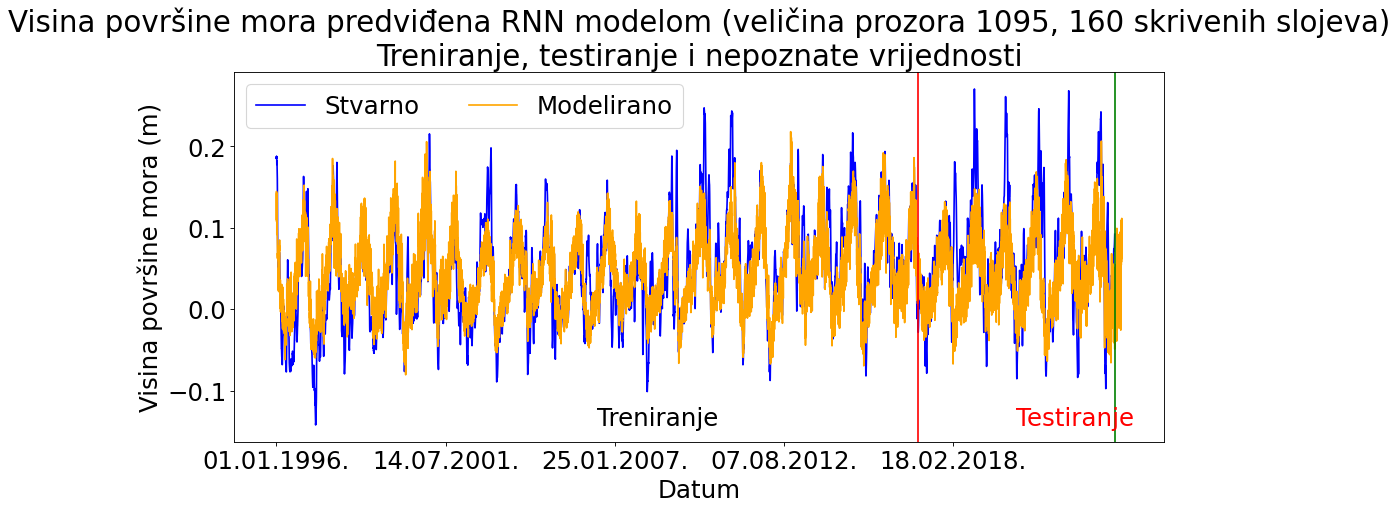 Visina površine mora predviđena RNN modelom (veličina prozora 1095, 160 skrivenih slojeva)
Treniranje, testiranje i nepoznate vrijednosti
Stvarno
Modelirano
Visina površine mora (m)
0.2
0.1
0.0
−0.1
Treniranje
Testiranje
01.01.1996.
14.07.2001.
25.01.2007.
07.08.2012.
18.02.2018.
Datum